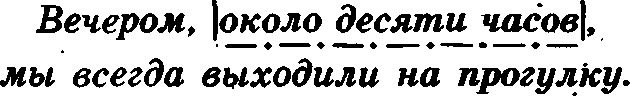 Вечером, |около десяти часов|,
мы всегда выходили на прогулку.